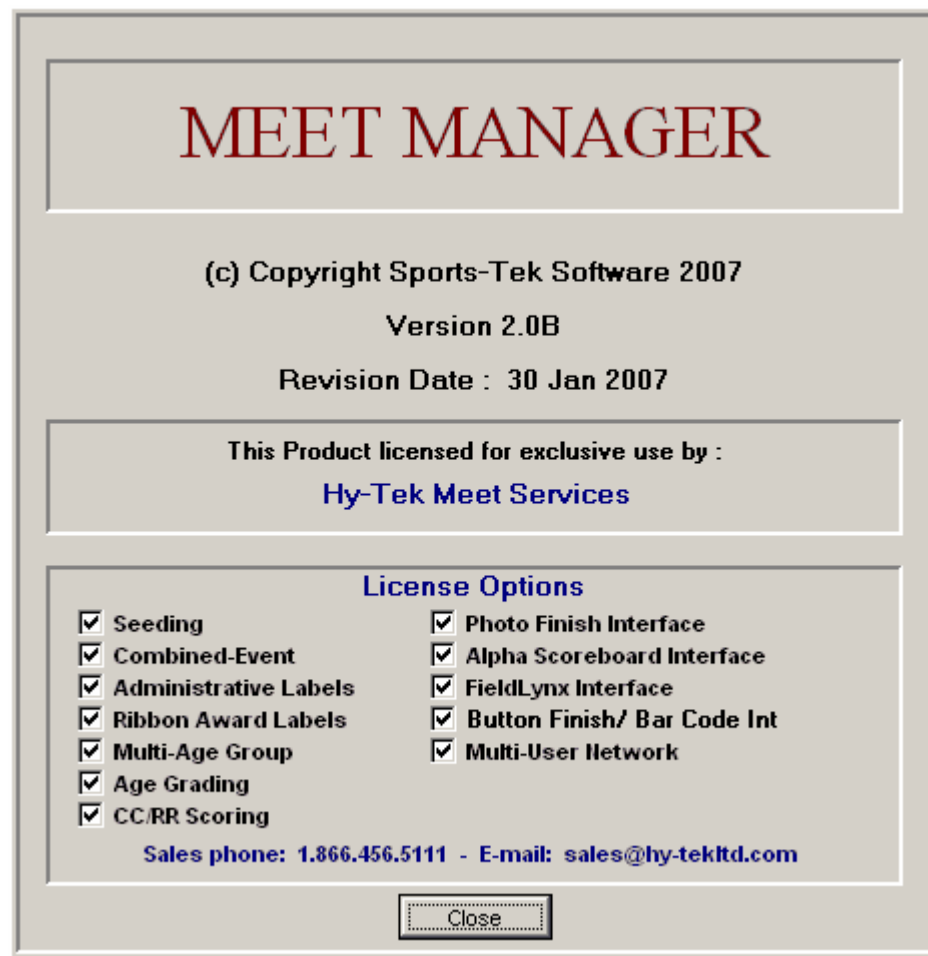 MEET MANAGER
(c) Copyright Sports-Tek Software 2007
Version 2.0B
Revision Date : 30 Jan 2007
This Product licensed for exclusive use by :
Hy-Tek Meet Services
License Options
Seeding
Combined-Event
Administrative Labels
Ribbon Award Labels
Multi-Age Group
Age Grading
CC/RR Scoring
Photo Finish Interface
Alpha Scoreboard Interface
FieldLynx Interface
Button Finish/ Bar Code Int
Multi-User Network
Sales phone: 1.866.456.5111 - E-mail: sales@hy-tekltd.com
Close